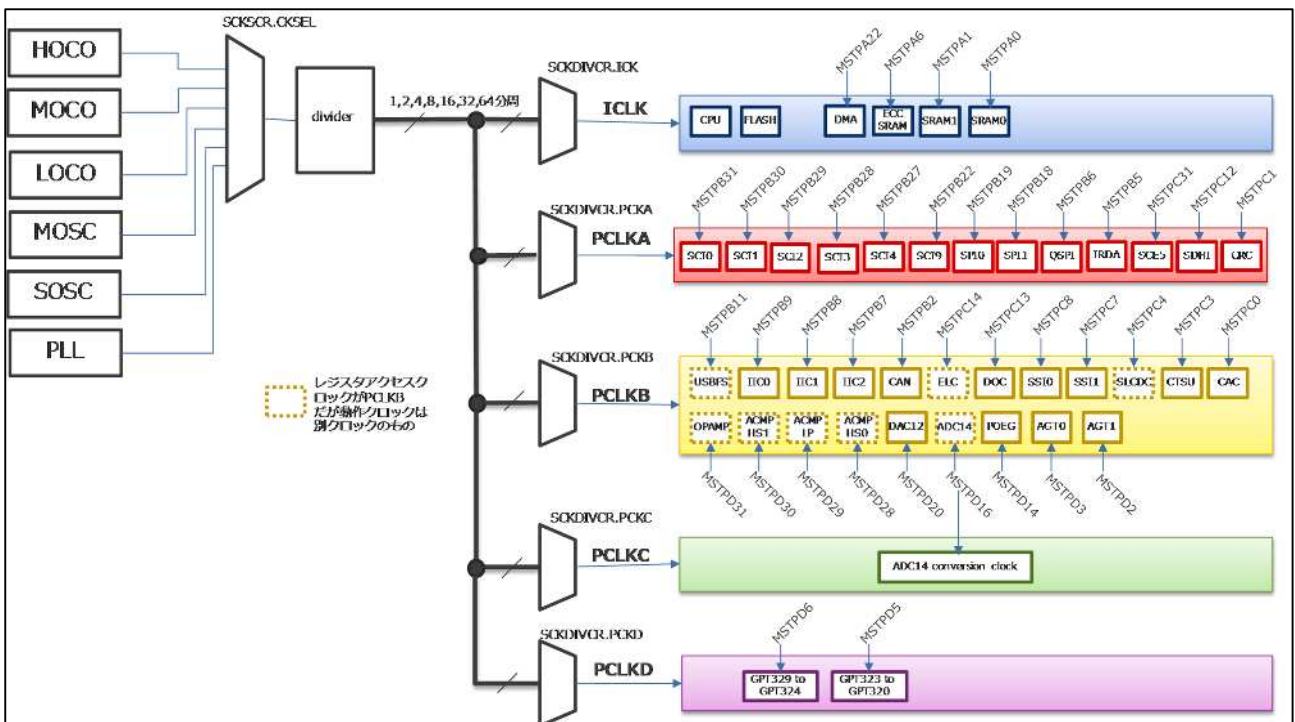 SCKSCR.CKSEL
HOCO
MOCO
LOCO
MOSC
SOSC
PLL
divider
1,2,4,8,16,32,64分周
SCKDIVCR.ICK
ICLK
MSTPA22
MSTPA6
MSTPA1
MSTPA0
CPU
FLASH
DMA
ECC
SRAM
SRAM1
SRAM0
SCKDIVCR.PCKA
PCLKA
MSTPB31
MSTPB30
MSTPB29
MSTPB28
MSTPB27
MSTPB22
MSTPB19
MSTPB18
MSTPB6
MSTPB5
MSTPC31
MSTPC12
MSTPC1
SCI0
SCI1
SCI2
SCI3
SCI4
SCI9
SPI0
SPI1
QSPI
IRDA
SCE5
SDHI
CRC
レジスタアクセスク
ロックがPCLKB
だが動作クロックは
別クロックのもの
SCKDIVCR.PCKB
PCLKB
MSTPB11
MSTPB9
MSTPB8
MSTPB7
MSTPB2
MSTPC14
MSTPC13
MSTPC8
MSTPC7
MSTPC4
MSTPC3
MSTPC0
USBFS
IIC0
IIC1
IIC2
CAN
ELC
DOC
SSI0
SSI1
SLCDC
CTSU
CAC
OPAMP
ACMP
HS1
ACMP
LP
ACMP
HS0
DAC12
ADC14
POEG
AGT0
AGT1
MSTPD31
MSTPD30
MSTPD29
MSTPD28
MSTPD20
MSTPD16
MSTPD14
MSTPD3
MSTPD2
SCKDIVCR.PCKC
PCLKC
ADC14 conversion clock
SCKDIVCR.PCKD
PCLKD
MSTPD6
MSTPD5
GPT329 to
GPT324
GPT323 to
GPT320